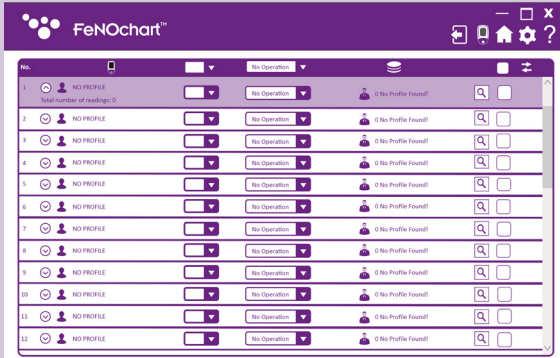 FeNOchart™
No. No Operation
1 NO PROFILE No Operation 0 No Profile Found!
Total number of readings: 0
2 NO PROFILE No Operation 0 No Profile Found!
3 NO PROFILE No Operation 0 No Profile Found!
4 NO PROFILE No Operation 0 No Profile Found!
5 NO PROFILE No Operation 0 No Profile Found!
6 NO PROFILE No Operation 0 No Profile Found!
7 NO PROFILE No Operation 0 No Profile Found!
8 NO PROFILE No Operation 0 No Profile Found!
9 NO PROFILE No Operation 0 No Profile Found!
10 NO PROFILE No Operation 0 No Profile Found!
11 NO PROFILE No Operation 0 No Profile Found!
12 NO PROFILE No Operation 0 No Profile Found!